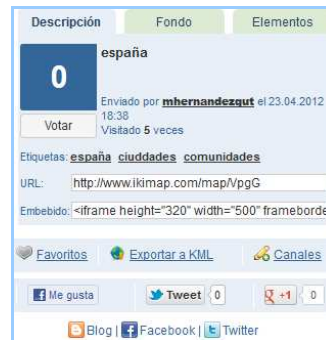 Descripción Fondo Elementos
0
Votar
españa
Enviado por mhernandezgut el 23.04.2012
18:38
Visitado 5 veces
Etiquetas: españa ciuddades comunidades
URL: http://www.ikimap.com/map/VpgG
Embebido: <iframe height="320" width="500" frameborde
Favoritos Exportar a KML Canales
Me gusta Tweet 0 +1 0
Blog | Facebook | Twitter